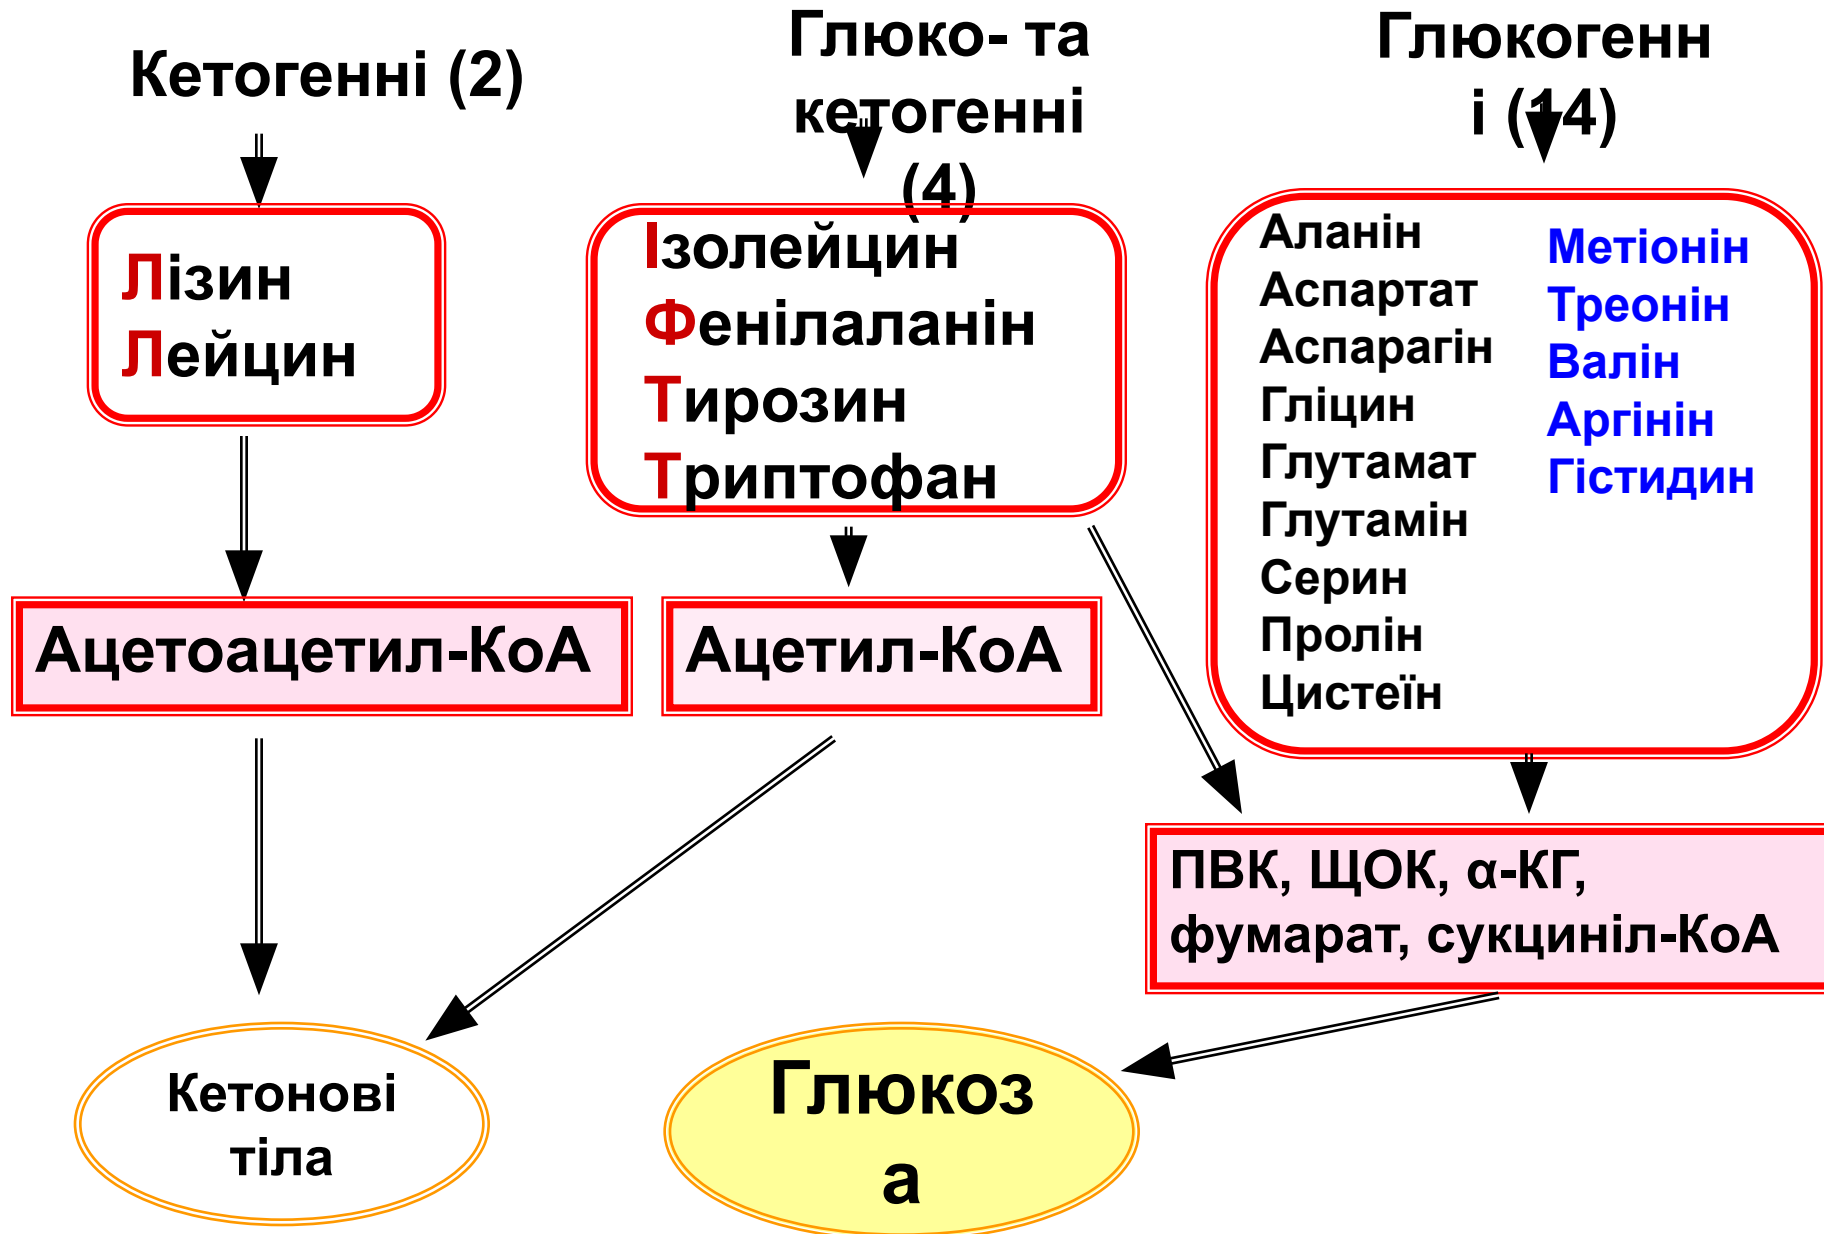 Кетогенні (2)
Глюко- та
кетогенні
(4)
Глюкогенн
і (14)
Лізин
Лейцин
Ізолейцин
Фенілаланін
Тирозин
Триптофан
Аланін
Аспартат
Аспарагін
Гліцин
Глутамат
Глутамін
Серин
Пролін
Цистеїн
Метіонін
Треонін
Валін
Аргінін
Гістидин
Ацетоацетил-КоА
Ацетил-КоА
ПВК, ЩОК, α-КГ,
фумарат, сукциніл-КоА
Кетонові
тіла
Глюкоз
а